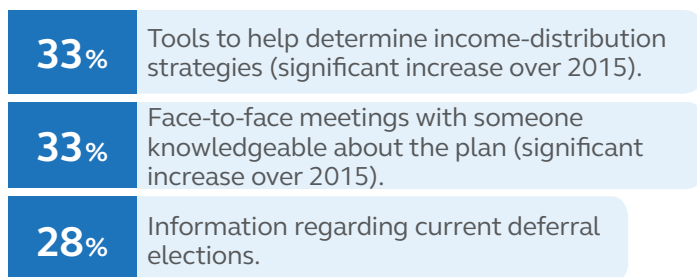 33%
Tools to help determine income-distribution
strategies (significant increase over 2015).
33%
Face-to-face meetings with someone
knowledgeable about the plan (significant
increase over 2015).
28%
Information regarding current deferral
elections.